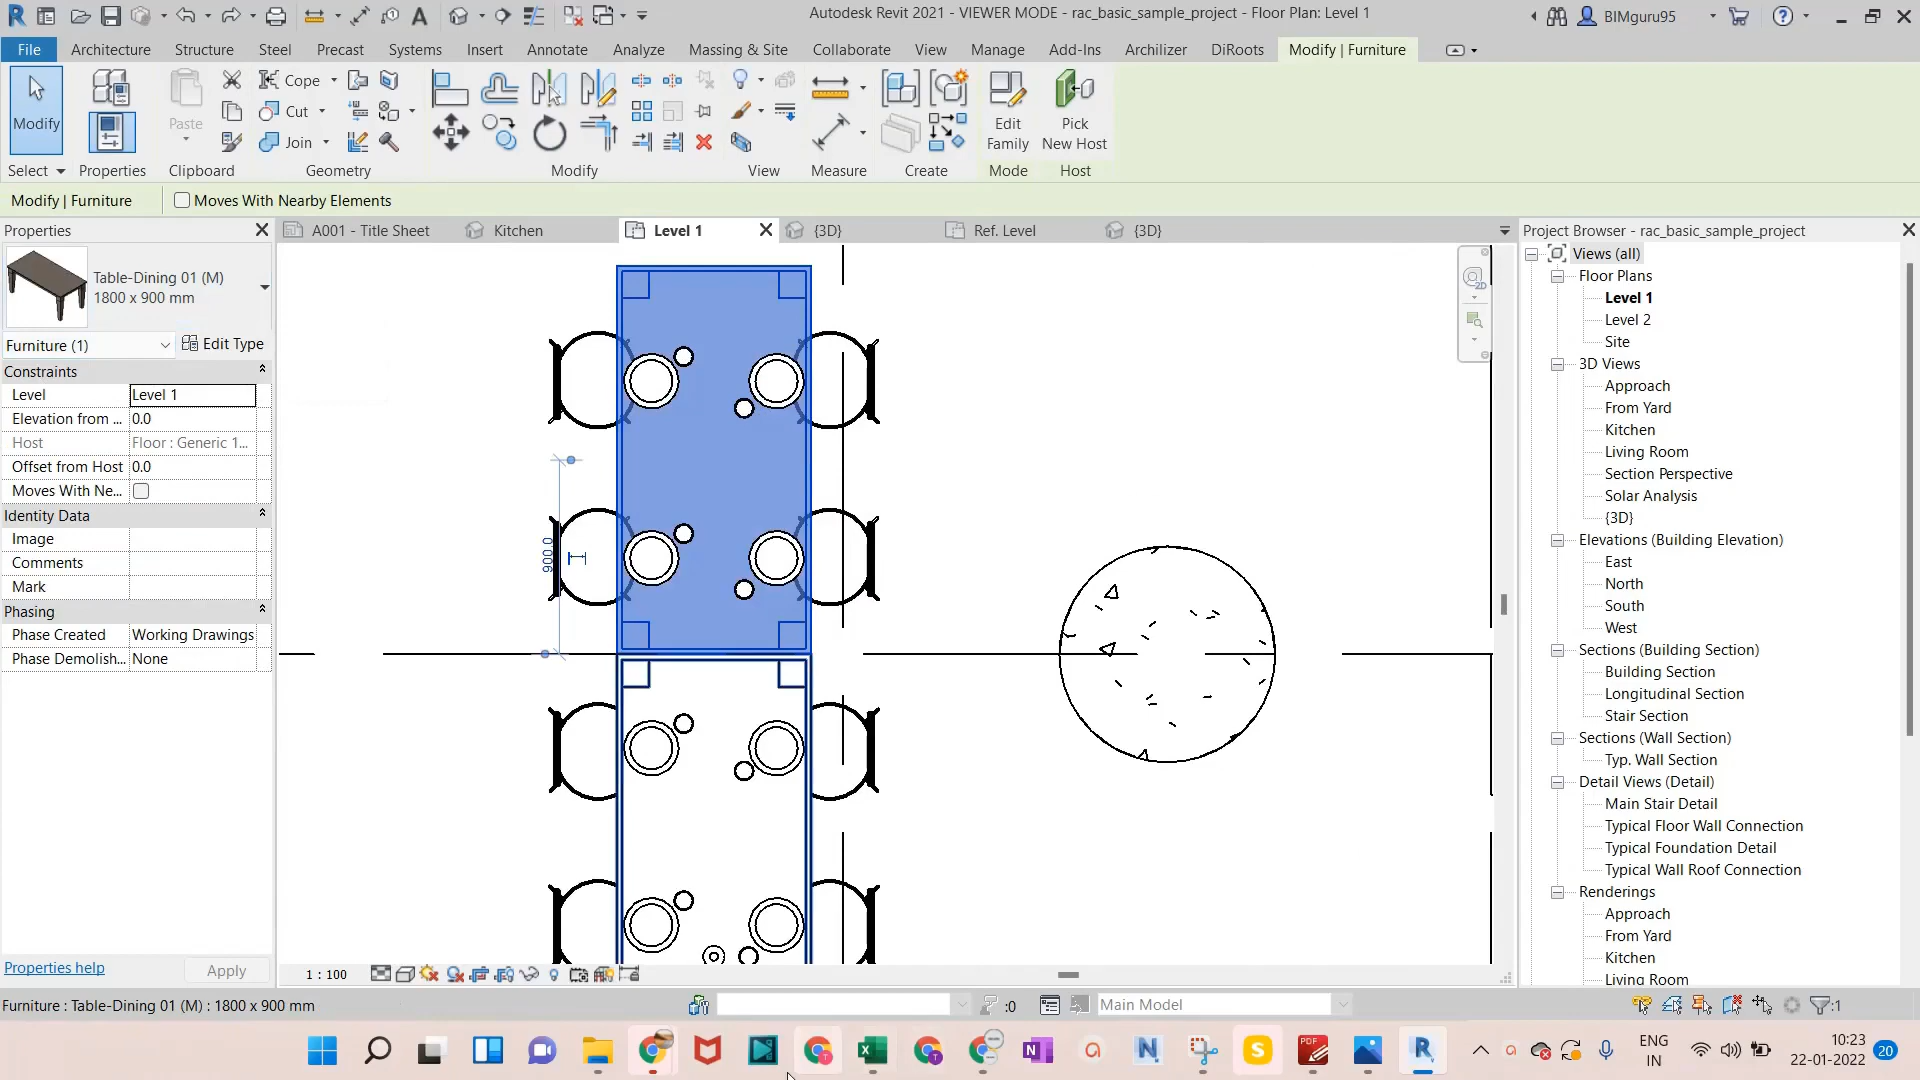 Autodesk Revit 2021 - VIEWER MODE - rac_basic_sample_project - Floor Plan: Level 1
BIMguru95
File
Architecture
Structure
Steel
Precast
Systems
Insert
Annotate
Analyze
Massing & Site
Collaborate
View
Manage
Add-Ins
Archilizer
DiRoots
Modify | Furniture
Modify
Paste
Cope
Cut
Join
Edit
Family
Pick
New Host
Select
Properties
Clipboard
Geometry
Modify
View
Measure
Create
Mode
Host
Modify | Furniture
Moves With Nearby Elements
Properties
A001 - Title Sheet
Kitchen
Level 1
{3D}
Ref. Level
{3D}
Project Browser - rac_basic_sample_project
Table-Dining 01 (M)
1800 x 900 mm
Furniture (1)
Edit Type
Constraints
Level Level 1
Elevation from ... 0.0
Host Floor : Generic 1...
Offset from Host 0.0
Moves With Ne...
Identity Data
Image
Comments
Mark
Phasing
Phase Created Working Drawings
Phase Demolish... None
Properties help
Apply
900.0
2D
Views (all)
Floor Plans
Level 1
Level 2
Site
3D Views
Approach
From Yard
Kitchen
Living Room
Section Perspective
Solar Analysis
{3D}
Elevations (Building Elevation)
East
North
South
West
Sections (Building Section)
Building Section
Longitudinal Section
Stair Section
Sections (Wall Section)
Typ. Wall Section
Detail Views (Detail)
Main Stair Detail
Typical Floor Wall Connection
Typical Foundation Detail
Typical Wall Roof Connection
Renderings
Approach
From Yard
Kitchen
Living Room
1 : 100
Furniture : Table-Dining 01 (M) : 1800 x 900 mm
:0
Main Model
:1
ENG
IN
10:23
22-01-2022
20